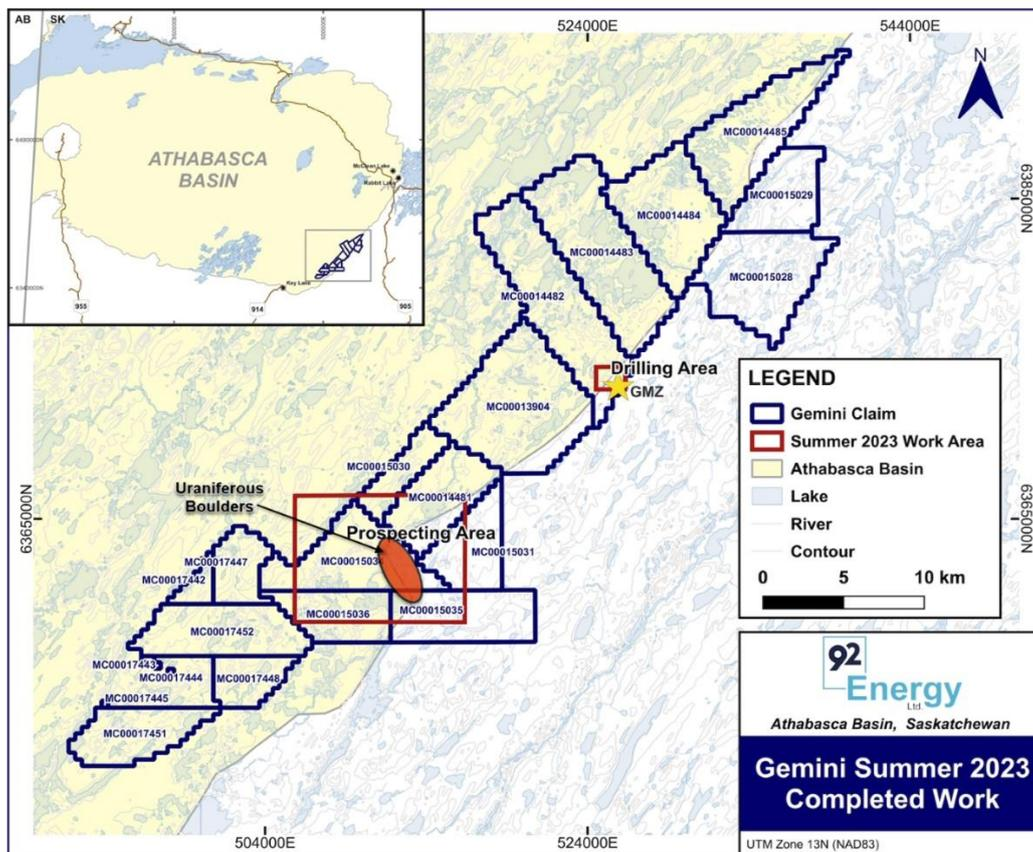 524000E
544000E
AB
SK
ATHABASCA
BASIN
McClean Lake
Rabbit Lake
Key Lake
955
914
905
N
6385000N
MC00014485
MC00015029
MC00014484
MC00014483
MC00015028
MC00014482
Drilling Area
GMZ
MC00013904
MC00015030
MC00014481
Uraniferous
Boulders
Prospecting Area
6365000N
6365000N
MC00015031
MC00017447
MC00017442
MC00015036
MC00015035
MC00017452
MC00017443
MC00017444
MC00017448
MC00017445
MC00017451
LEGEND
Gemini Claim
Summer 2023 Work Area
Athabasca Basin
Lake
River
Contour
0 5 10 km
92
Energy
Ltd.
Athabasca Basin, Saskatchewan
Gemini Summer 2023
Completed Work
504000E
524000E
UTM Zone 13N (NAD83)